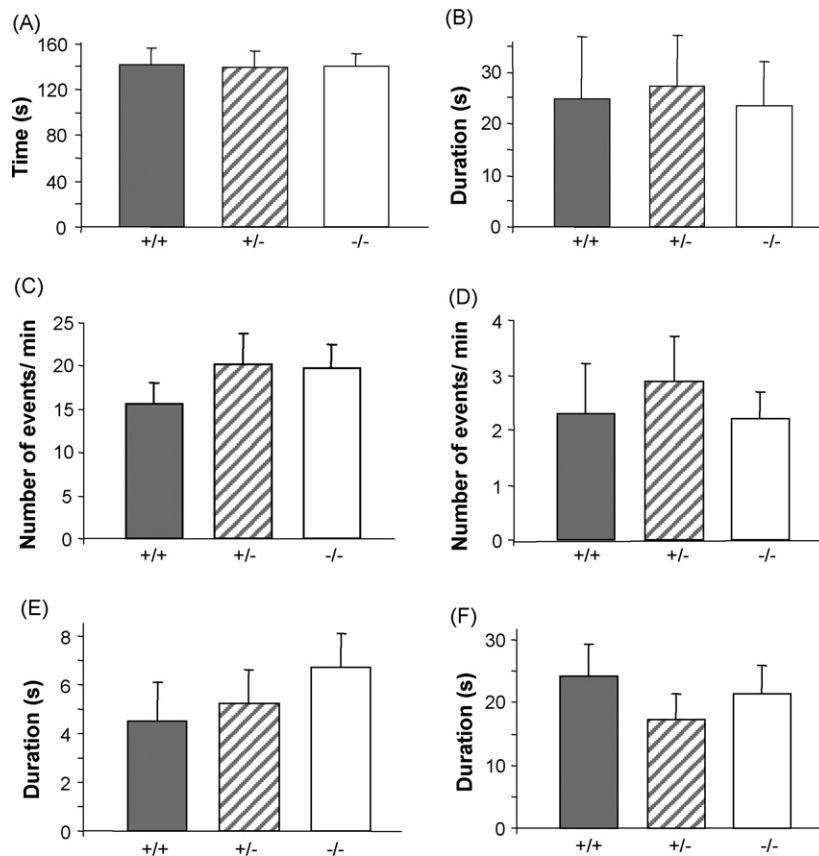 (A)
Time (s)
160
120
80
40
0
+/+ +/- -/-
(B)
Duration (s)
30
20
10
0
+/+ +/- -/-
(C)
Number of events/ min
25
20
15
10
5
0
+/+ +/- -/-
(D)
Number of events/ min
4
3
2
1
0
+/+ +/- -/-
(E)
Duration (s)
8
6
4
2
0
+/+ +/- -/-
(F)
Duration (s)
30
20
10
0
+/+ +/- -/-